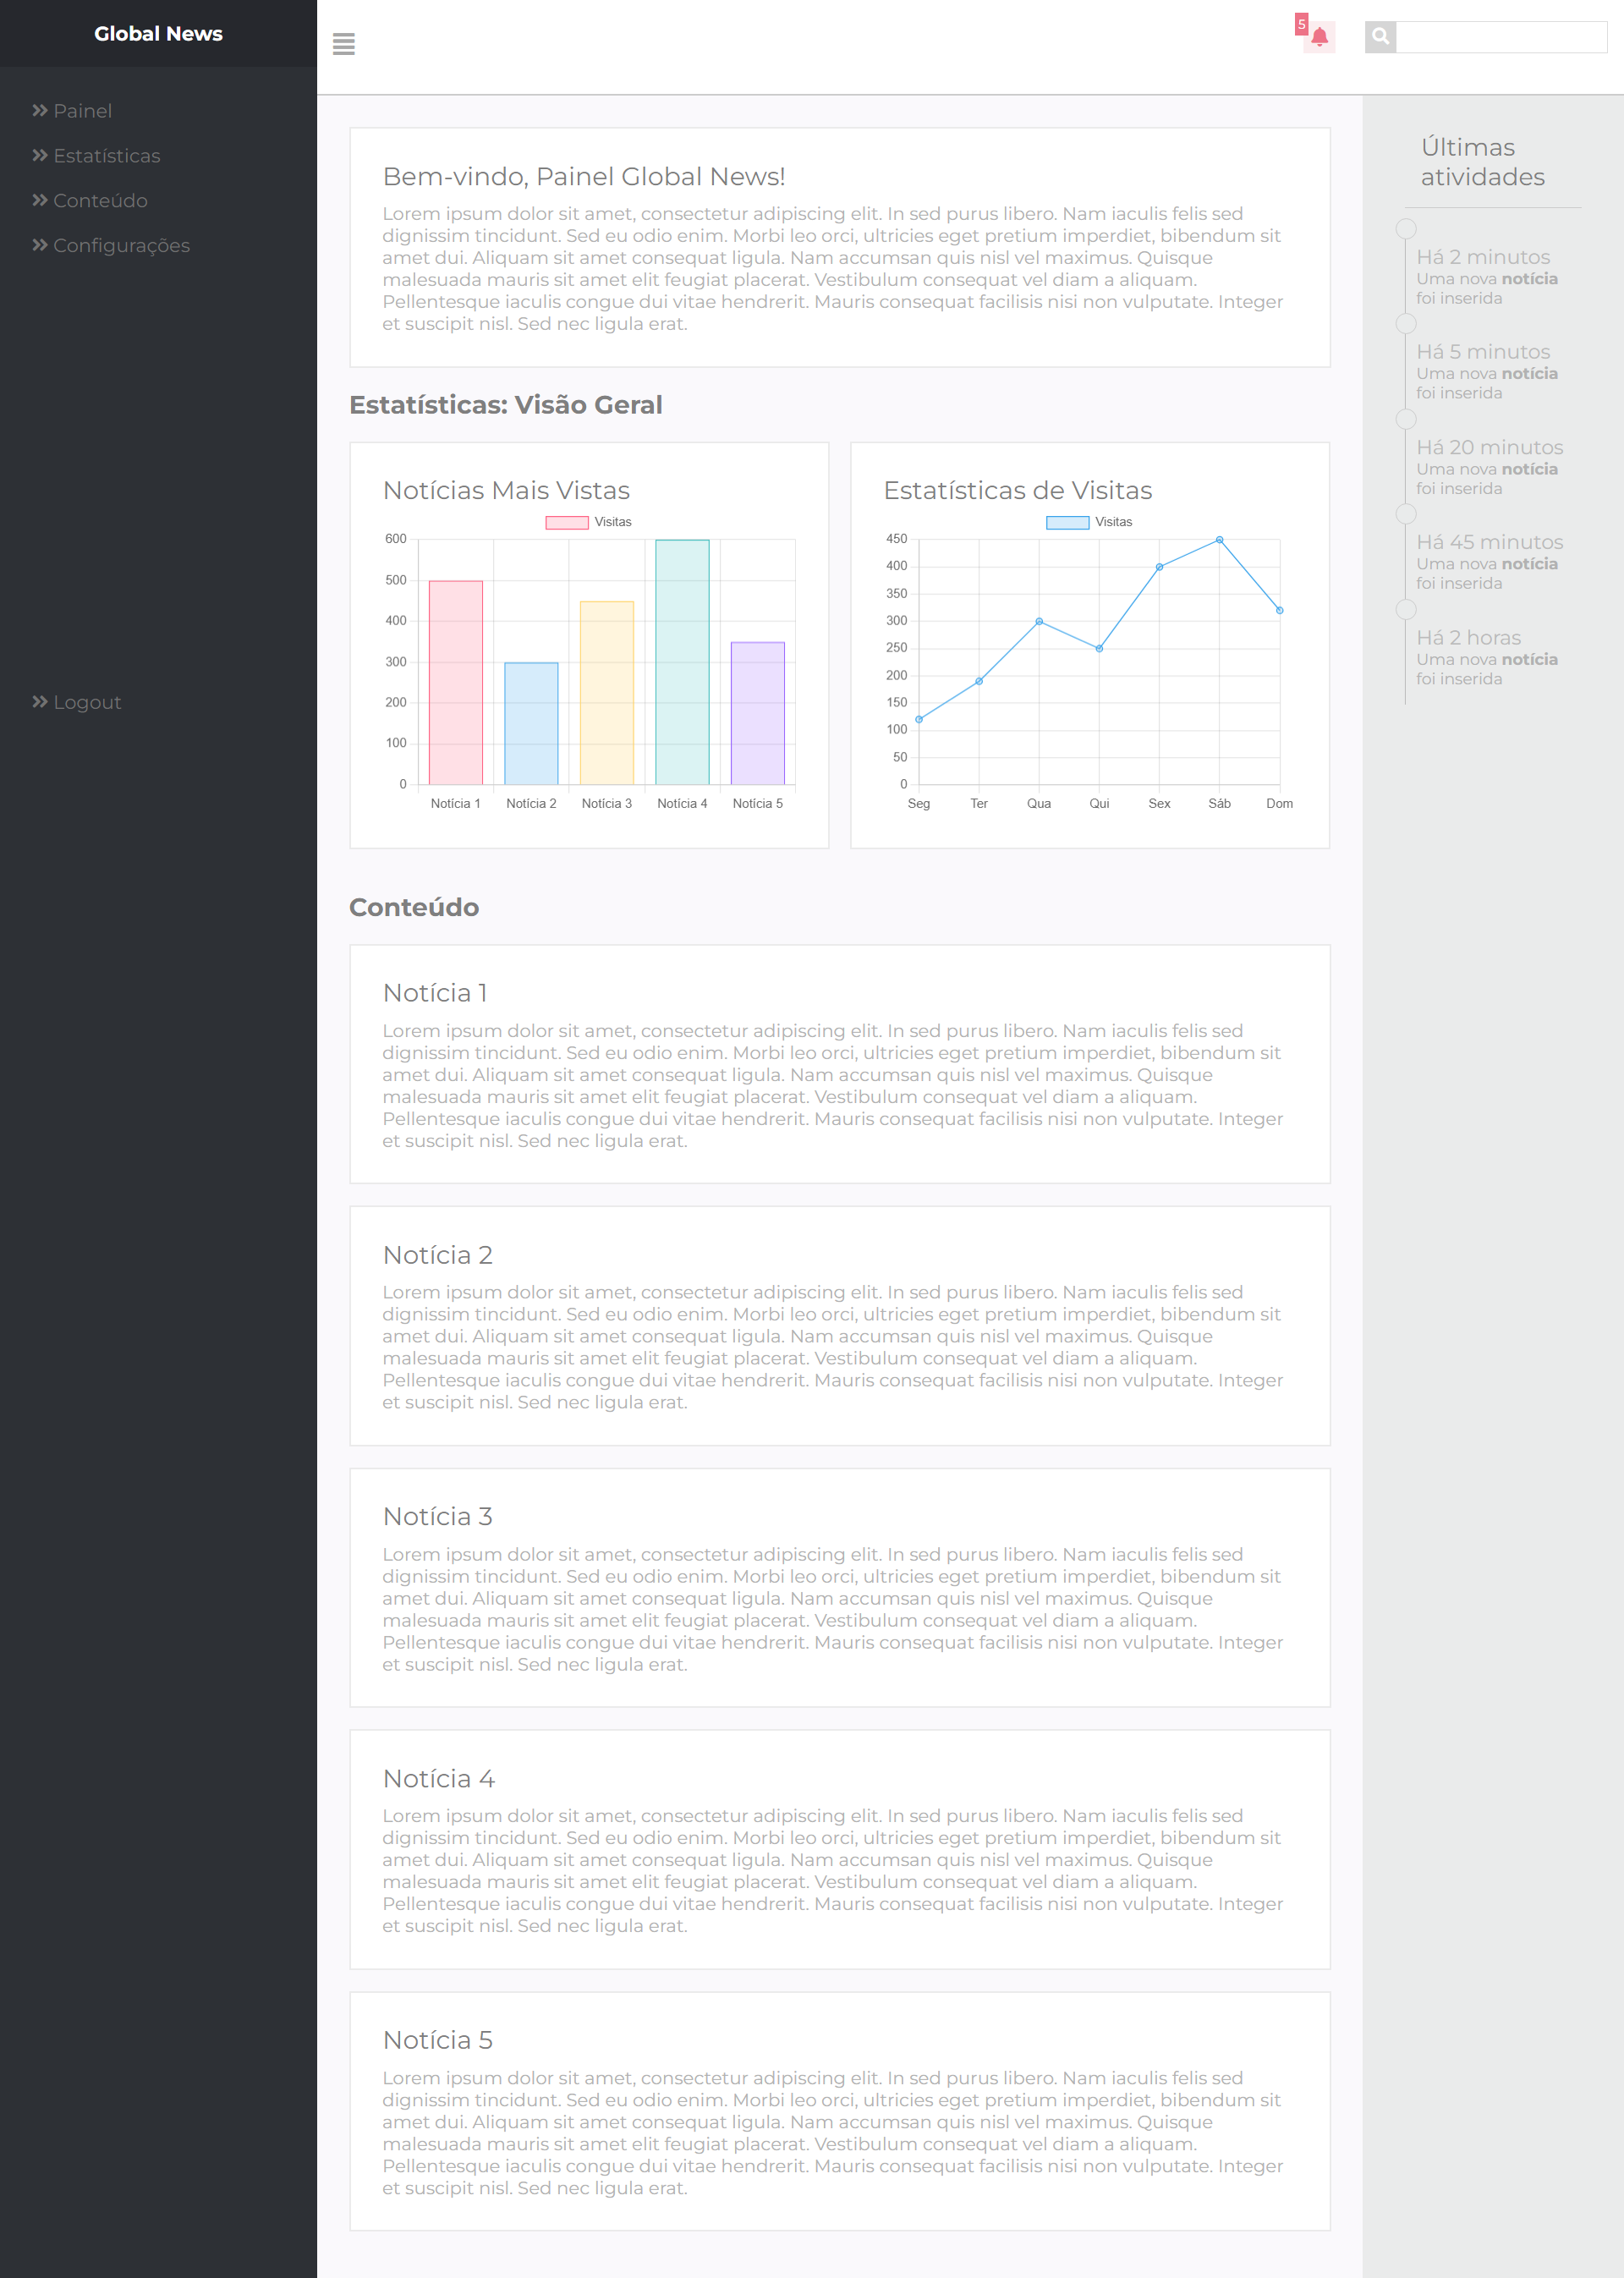 Global News
Painel
Estatísticas
Conteúdo
Configurações
Logout
5
Bem-vindo, Painel Global News!
Lorem ipsum dolor sit amet, consectetur adipiscing elit. In sed purus libero. Nam iaculis felis sed
dignissim tincidunt. Sed eu odio enim. Morbi leo orci, ultricies eget pretium imperdiet, bibendum sit
amet dui. Aliquam sit amet consequat ligula. Nam accumsan quis nisl vel maximus. Quisque
malesuada mauris sit amet elit feugiat placerat. Vestibulum consequat vel diam a aliquam.
Pellentesque iaculis congue dui vitae hendrerit. Mauris consequat facilisis nisi non vulputate. Integer
et suscipit nisl. Sed nec ligula erat.
Estatísticas: Visão Geral
Notícias Mais Vistas
Visitas
600
500
400
300
200
100
0
Notícia 1 Notícia 2 Notícia 3 Notícia 4 Notícia 5
Estatísticas de Visitas
Visitas
450
400
350
300
250
200
150
100
50
0
Seg Ter Qua Qui Sex Sáb Dom
Conteúdo
Notícia 1
Lorem ipsum dolor sit amet, consectetur adipiscing elit. In sed purus libero. Nam iaculis felis sed
dignissim tincidunt. Sed eu odio enim. Morbi leo orci, ultricies eget pretium imperdiet, bibendum sit
amet dui. Aliquam sit amet consequat ligula. Nam accumsan quis nisl vel maximus. Quisque
malesuada mauris sit amet elit feugiat placerat. Vestibulum consequat vel diam a aliquam.
Pellentesque iaculis congue dui vitae hendrerit. Mauris consequat facilisis nisi non vulputate. Integer
et suscipit nisl. Sed nec ligula erat.
Notícia 2
Lorem ipsum dolor sit amet, consectetur adipiscing elit. In sed purus libero. Nam iaculis felis sed
dignissim tincidunt. Sed eu odio enim. Morbi leo orci, ultricies eget pretium imperdiet, bibendum sit
amet dui. Aliquam sit amet consequat ligula. Nam accumsan quis nisl vel maximus. Quisque
malesuada mauris sit amet elit feugiat placerat. Vestibulum consequat vel diam a aliquam.
Pellentesque iaculis congue dui vitae hendrerit. Mauris consequat facilisis nisi non vulputate. Integer
et suscipit nisl. Sed nec ligula erat.
Notícia 3
Lorem ipsum dolor sit amet, consectetur adipiscing elit. In sed purus libero. Nam iaculis felis sed
dignissim tincidunt. Sed eu odio enim. Morbi leo orci, ultricies eget pretium imperdiet, bibendum sit
amet dui. Aliquam sit amet consequat ligula. Nam accumsan quis nisl vel maximus. Quisque
malesuada mauris sit amet elit feugiat placerat. Vestibulum consequat vel diam a aliquam.
Pellentesque iaculis congue dui vitae hendrerit. Mauris consequat facilisis nisi non vulputate. Integer
et suscipit nisl. Sed nec ligula erat.
Notícia 4
Lorem ipsum dolor sit amet, consectetur adipiscing elit. In sed purus libero. Nam iaculis felis sed
dignissim tincidunt. Sed eu odio enim. Morbi leo orci, ultricies eget pretium imperdiet, bibendum sit
amet dui. Aliquam sit amet consequat ligula. Nam accumsan quis nisl vel maximus. Quisque
malesuada mauris sit amet elit feugiat placerat. Vestibulum consequat vel diam a aliquam.
Pellentesque iaculis congue dui vitae hendrerit. Mauris consequat facilisis nisi non vulputate. Integer
et suscipit nisl. Sed nec ligula erat.
Notícia 5
Lorem ipsum dolor sit amet, consectetur adipiscing elit. In sed purus libero. Nam iaculis felis sed
dignissim tincidunt. Sed eu odio enim. Morbi leo orci, ultricies eget pretium imperdiet, bibendum sit
amet dui. Aliquam sit amet consequat ligula. Nam accumsan quis nisl vel maximus. Quisque
malesuada mauris sit amet elit feugiat placerat. Vestibulum consequat vel diam a aliquam.
Pellentesque iaculis congue dui vitae hendrerit. Mauris consequat facilisis nisi non vulputate. Integer
et suscipit nisl. Sed nec ligula erat.
Últimas
atividades
Há 2 minutos
Uma nova notícia
foi inserida
Há 5 minutos
Uma nova notícia
foi inserida
Há 20 minutos
Uma nova notícia
foi inserida
Há 45 minutos
Uma nova notícia
foi inserida
Há 2 horas
Uma nova notícia
foi inserida